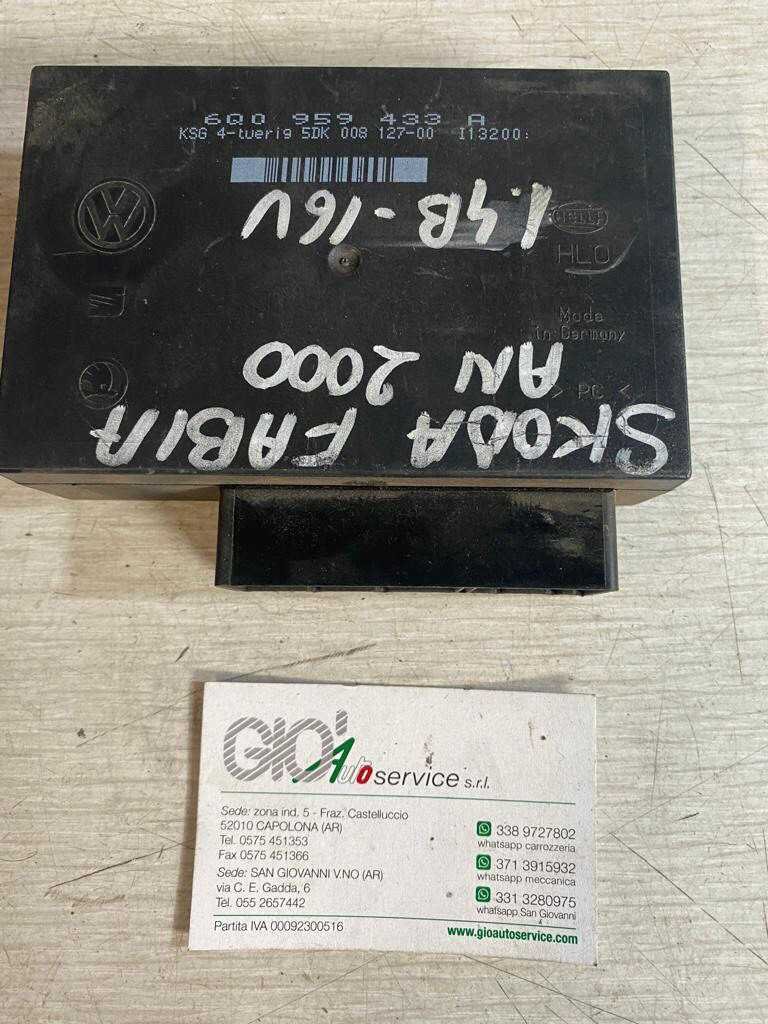 6Q0 959 433 A
KSG 4-tuerig 5DK 008 127-00 I13200:
VW
1.4B-16V
HELLA
HLO
Made
in Germany
> PC <
SKODA FABIA
AN 2000
GIO' Autoservice s.r.l.
Sede: zona ind. 5 - Fraz. Castelluccio
52010 CAPOLONA (AR)
Tel. 0575 451353
Fax 0575 451366
Sede: SAN GIOVANNI V.NO (AR)
via C. E. Gadda, 6
Tel. 055 2657442
Partita IVA 00092300516
338 9727802
whatsapp carrozzeria
371 3915932
whatsapp meccanica
331 3280975
whatsapp San Giovanni
www.gioautoservice.com